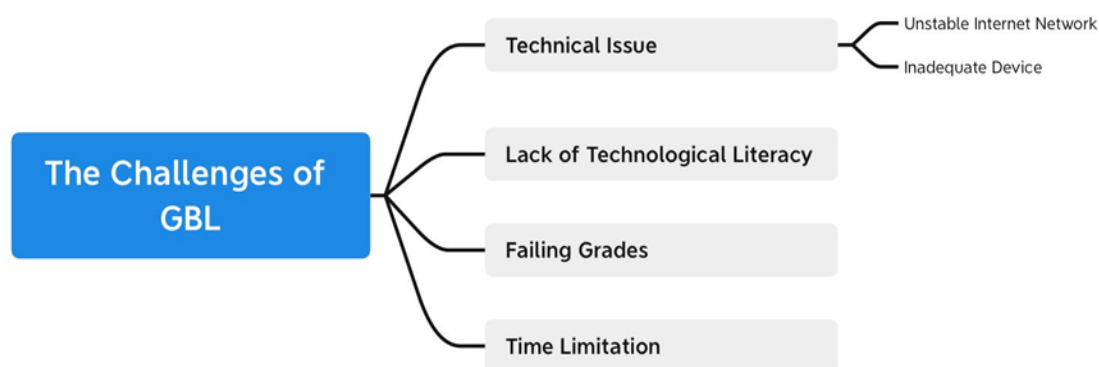 The Challenges of
GBL
Technical Issue
Unstable Internet Network
Inadequate Device
Lack of Technological Literacy
Failing Grades
Time Limitation